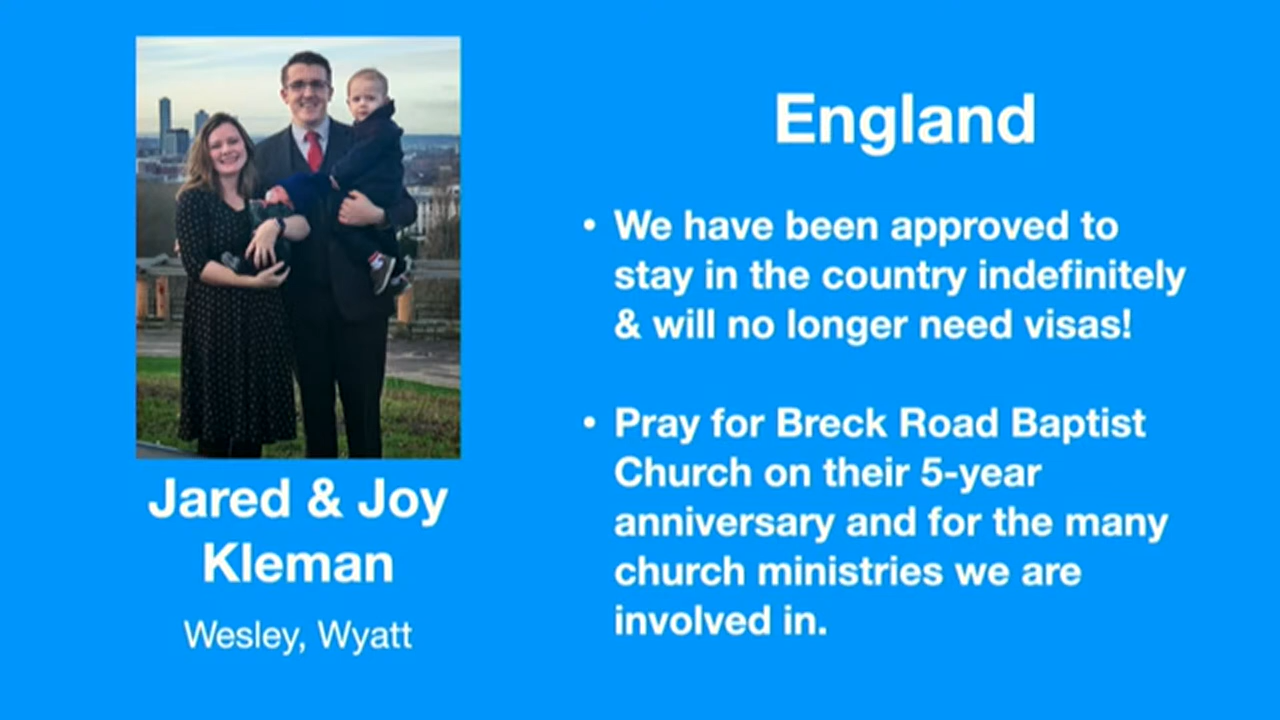 England
• We have been approved to
stay in the country indefinitely
& will no longer need visas!
• Pray for Breck Road Baptist
Church on their 5-year
anniversary and for the many
church ministries we are
involved in.
Jared & Joy
Kleman
Wesley, Wyatt